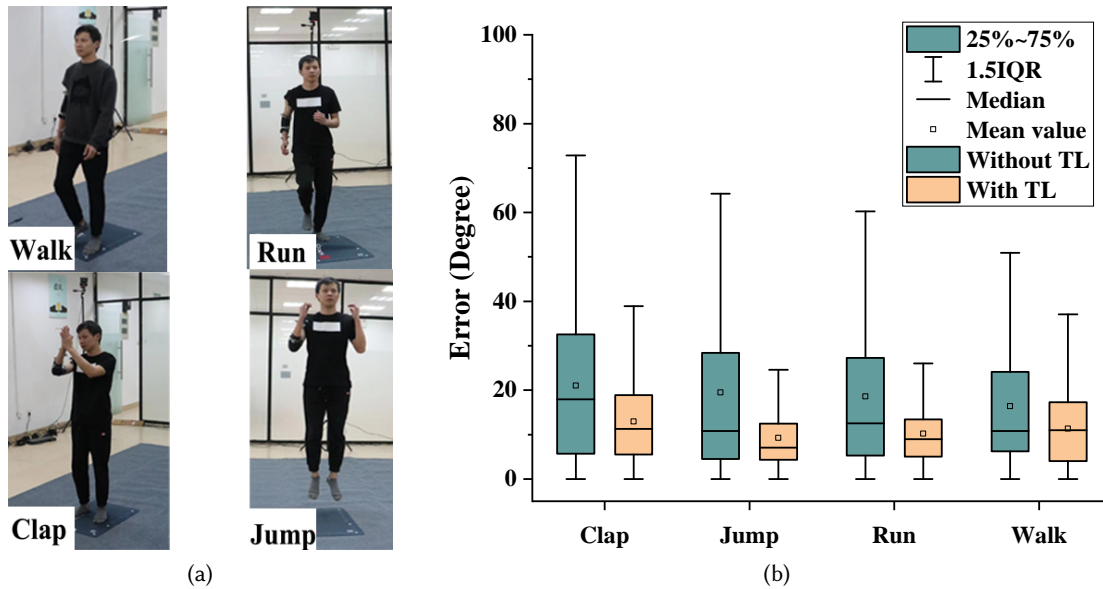 Walk
Run
Clap
Jump
(a)
100
80
60
40
20
0
Error (Degree)
25%~75%
1.5IQR
Median
Mean value
Without TL
With TL
Clap
Jump
Run
Walk
(b)